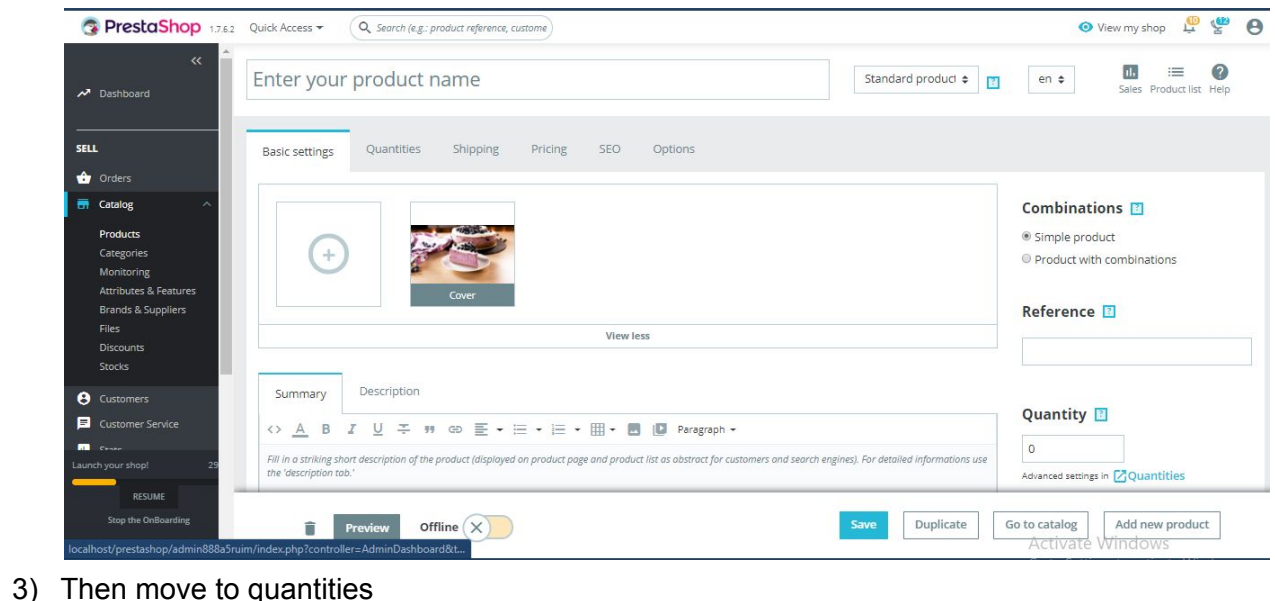 PrestaShop 1.7.6.2 Quick Access Search (e.g.: product reference, custome View my shop 10 12
<<
Enter your product name Standard product en Sales Product list Help
Dashboard
SELL
Basic settings Quantities Shipping Pricing SEO Options
Orders
Catalog
Products
Categories
Monitoring
Attributes & Features
Brands & Suppliers
Files
Discounts
Stocks
Customers
Customer Service
Stats
Launch your shop! 29
RESUME
Stop the OnBoarding
Cover
View less
Combinations ?
Simple product
Product with combinations
Reference ?
Summary Description
<> A B I U Paragraph
Fill in a striking short description of the product (displayed on product page and product list as abstract for customers and search engines). For detailed informations use
the 'description tab.'
Quantity ?
0
Advanced settings in Quantities
Preview Offline Save Duplicate Go to catalog Add new product
Activate Windows
localhost/prestashop/admin888a5ruim/index.php?controller=AdminDashboard&t...
3) Then move to quantities